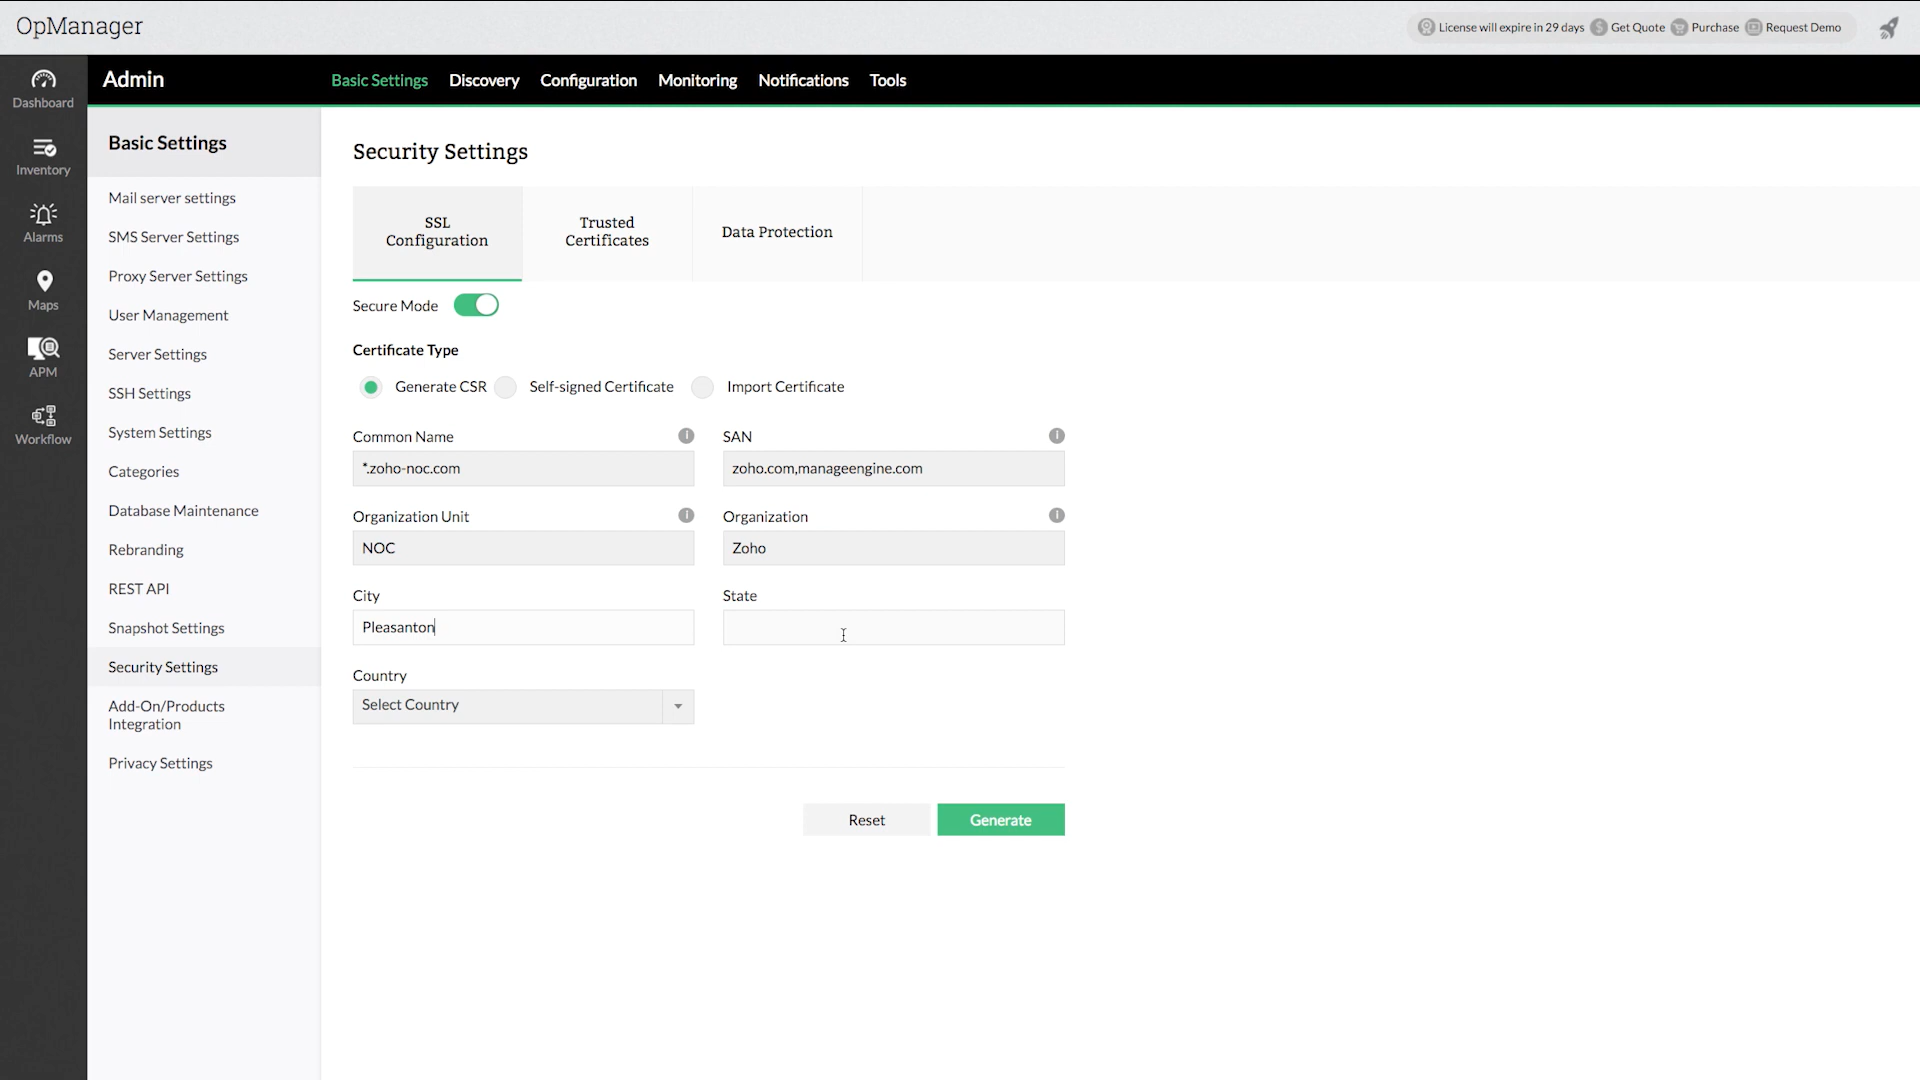 OpManager
License will expire in 29 days Get Quote Purchase Request Demo
Dashboard
Inventory
Alarms
Maps
APM
Workflow
Admin
Basic Settings Discovery Configuration Monitoring Notifications Tools
Basic Settings
Mail server settings
SMS Server Settings
Proxy Server Settings
User Management
Server Settings
SSH Settings
System Settings
Categories
Database Maintenance
Rebranding
REST API
Snapshot Settings
Security Settings
Add-On/Products
Integration
Privacy Settings
Security Settings
SSL
Configuration
Trusted
Certificates
Data Protection
Secure Mode
Certificate Type
Generate CSR Self-signed Certificate Import Certificate
Common Name
*.zoho-noc.com
SAN
zoho.com,manageengine.com
Organization Unit
NOC
Organization
Zoho
City
Pleasanton
State
Country
Select Country
Reset Generate